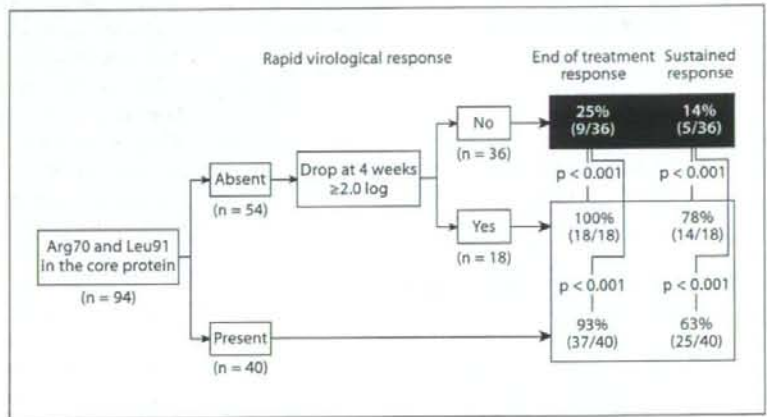 Rapid virological response
End of treatment
response
Sustained
response
No
(n = 36)
25%
(9/36)
14%
(5/36)
Absent
(n = 54)
Drop at 4 weeks
≥2.0 log
p < 0.001
p < 0.001
Yes
(n = 18)
100%
(18/18)
78%
(14/18)
Arg70 and Leu91
in the core protein
(n = 94)
p < 0.001
p < 0.001
Present
(n = 40)
93%
(37/40)
63%
(25/40)